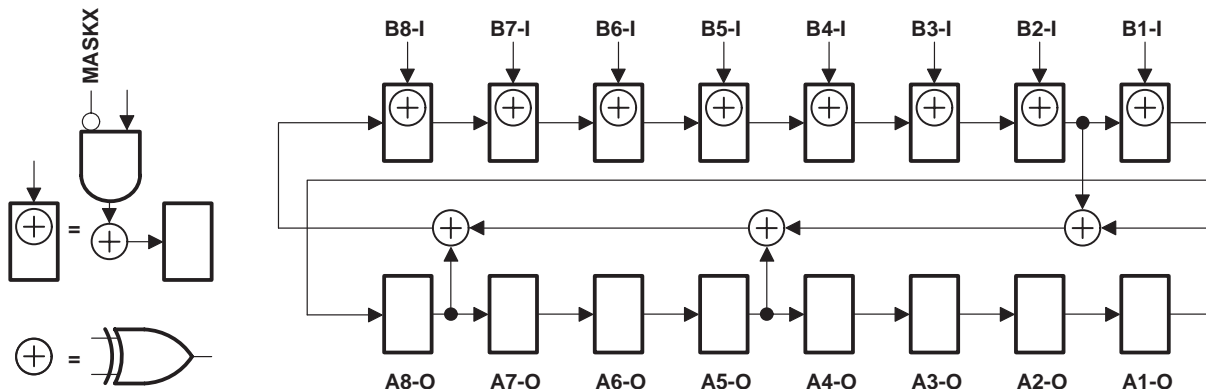 MASKX
B8-I B7-I B6-I B5-I B4-I B3-I B2-I B1-I
=
=
A8-O A7-O A6-O A5-O A4-O A3-O A2-O A1-O